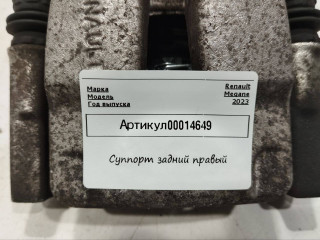 Марка Renault
Модель Megane
Год выпуска 2023
Артикул00014649
Суппорт задний правый